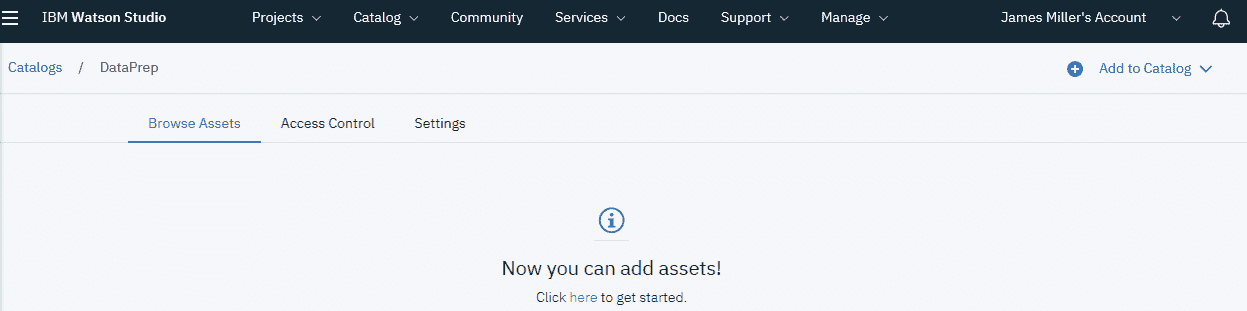 IBM Watson Studio Projects Catalog Community Services Docs Support Manage James Miller's Account
Catalogs / DataPrep Add to Catalog
Browse Assets Access Control Settings
Now you can add assets!
Click here to get started.